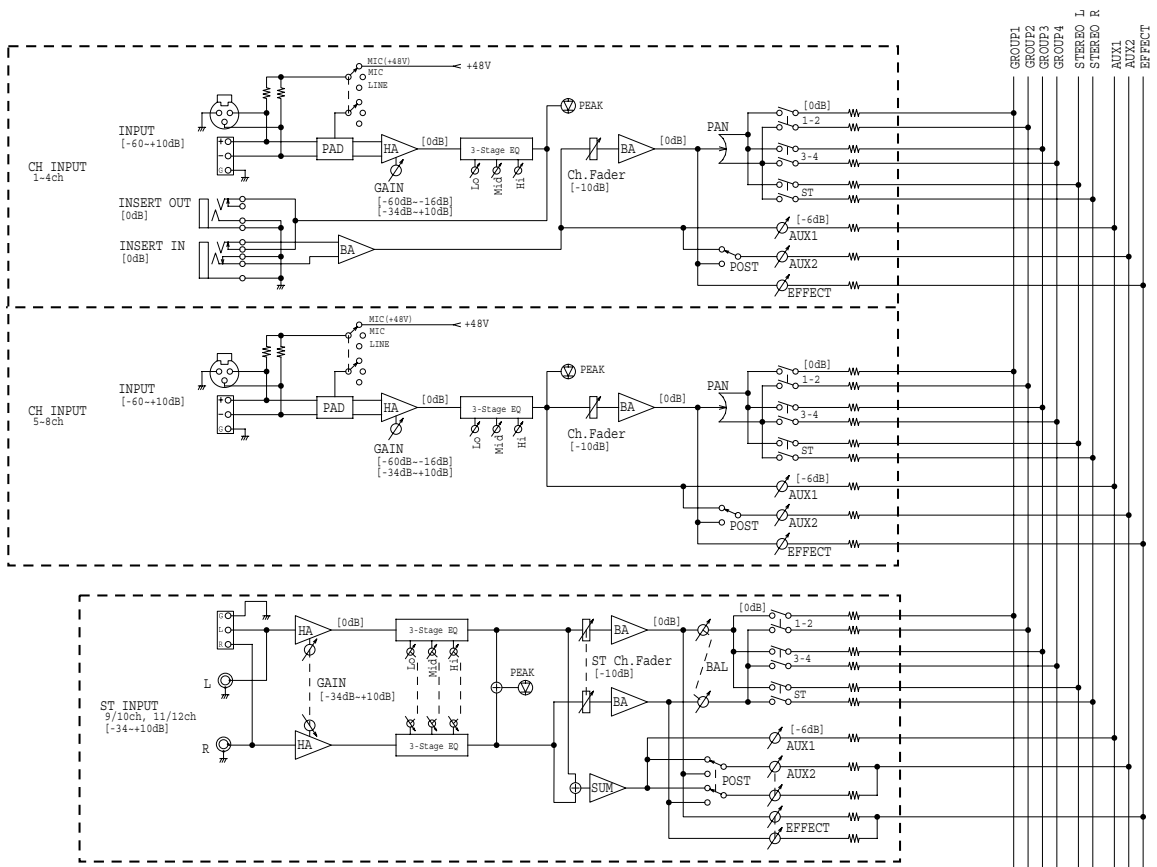 GROUP1
GROUP2
GROUP3
GROUP4
STEREO L
STEREO R
AUX1
AUX2
EFFECT
CH INPUT
1~4ch
INPUT
[-60~+10dB]
+
-
G
MIC(+48V)
MIC
LINE
+48V
PAD
HA
[0dB]
GAIN
[-60dB~-16dB]
[-34dB~+10dB]
3-Stage EQ
Lo
Mid
Hi
PEAK
Ch.Fader
[-10dB]
BA
[0dB]
PAN
[0dB]
1-2
3-4
ST
INSERT OUT
[0dB]
INSERT IN
[0dB]
BA
[-6dB]
AUX1
POST
AUX2
EFFECT
CH INPUT
5~8ch
INPUT
[-60~+10dB]
+
-
G
MIC(+48V)
MIC
LINE
+48V
PAD
HA
[0dB]
GAIN
[-60dB~-16dB]
[-34dB~+10dB]
3-Stage EQ
Lo
Mid
Hi
PEAK
Ch.Fader
[-10dB]
BA
[0dB]
PAN
[0dB]
1-2
3-4
ST
[-6dB]
AUX1
POST
AUX2
EFFECT
ST INPUT
9/10ch, 11/12ch
[-34~+10dB]
G
L
R
L
R
HA
[0dB]
GAIN
[-34dB~+10dB]
HA
3-Stage EQ
Lo
Mid
Hi
3-Stage EQ
PEAK
ST Ch.Fader
[-10dB]
BA
[0dB]
BA
BAL
[0dB]
1-2
3-4
ST
SUM
[-6dB]
AUX1
POST
AUX2
EFFECT